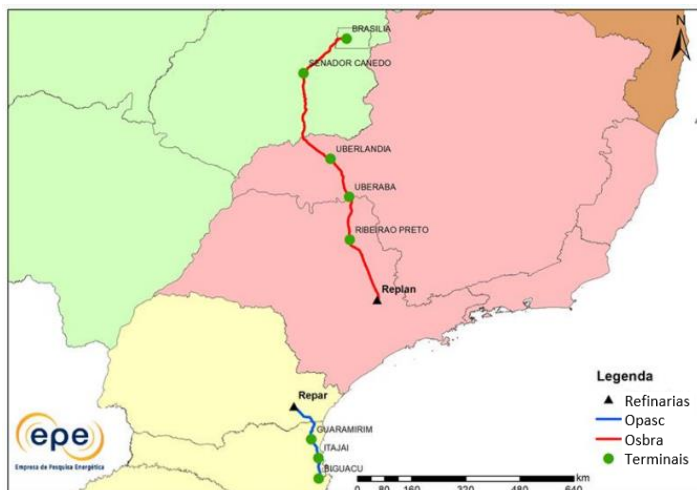 BRASILIA
N
SENADOR CANEDO
UBERLANDIA
UBERABA
RIBEIRAO PRETO
Replan
Repar
GUARAMIRIM
ITAJAI
BIGUACU
epe
Empresa de Pesquisa Energética
Legenda
Refinarias
Opasc
Osbra
Terminais
km
0 80 160 320 480 640